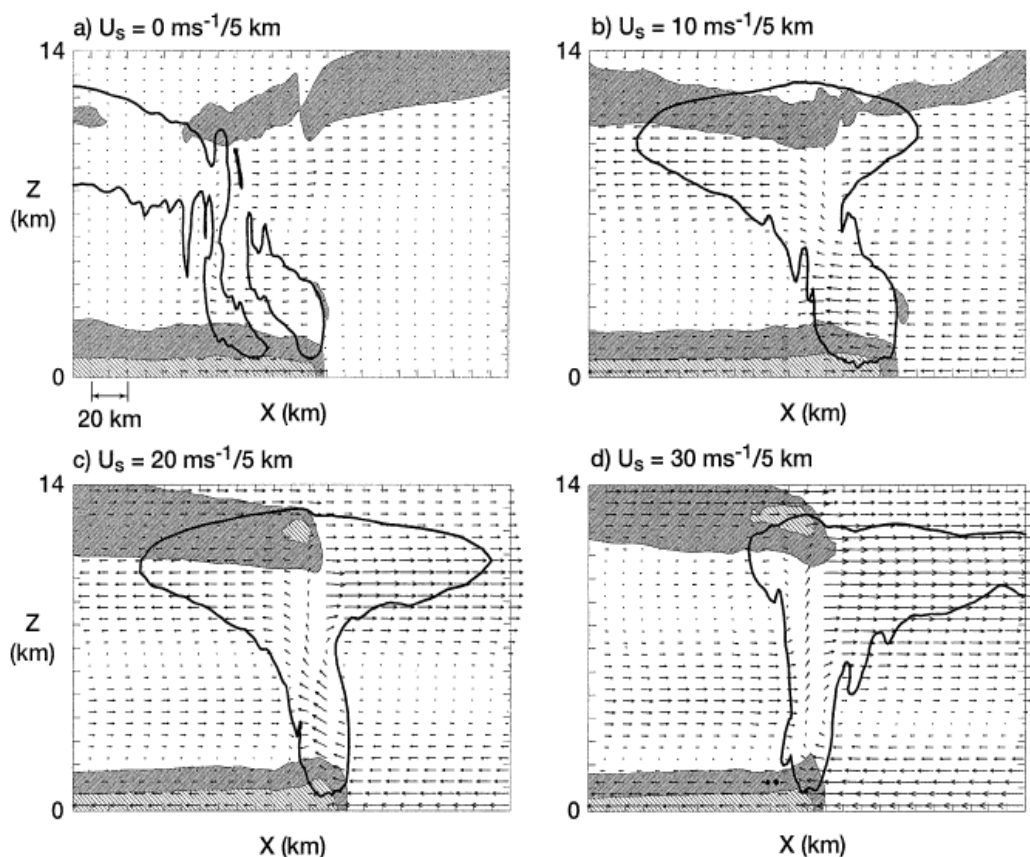 a) Us = 0 ms-1/5 km
b) Us = 10 ms-1/5 km
14
14
Z
(km)
0
0
20 km
X (km)
X (km)
c) Us = 20 ms-1/5 km
d) Us = 30 ms-1/5 km
14
14
Z
(km)
0
0
X (km)
X (km)